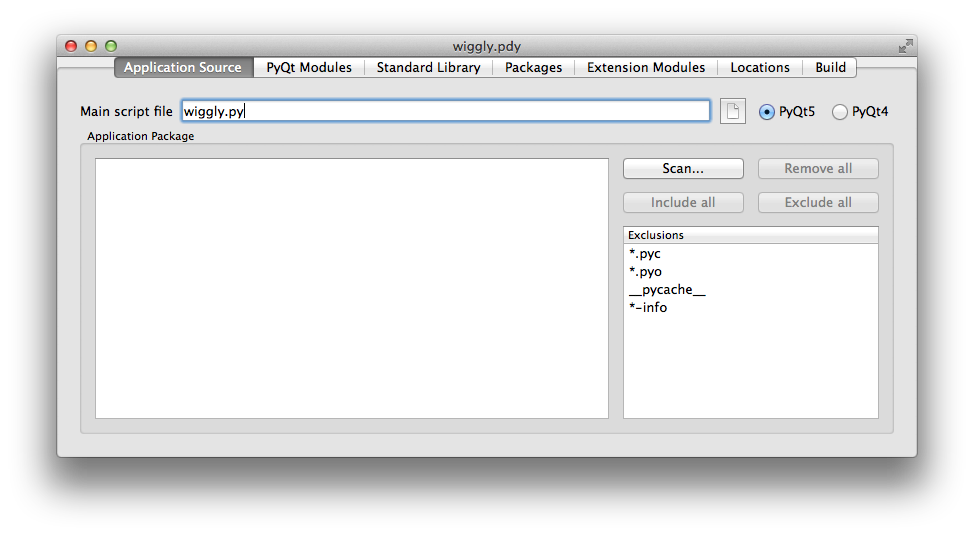 wiggly.pdy
Application Source PyQt Modules Standard Library Packages Extension Modules Locations Build
Main script file wiggly.py PyQt5 PyQt4
Application Package
Scan... Remove all
Include all Exclude all
Exclusions
*.pyc
*.pyo
__pycache__
*-info